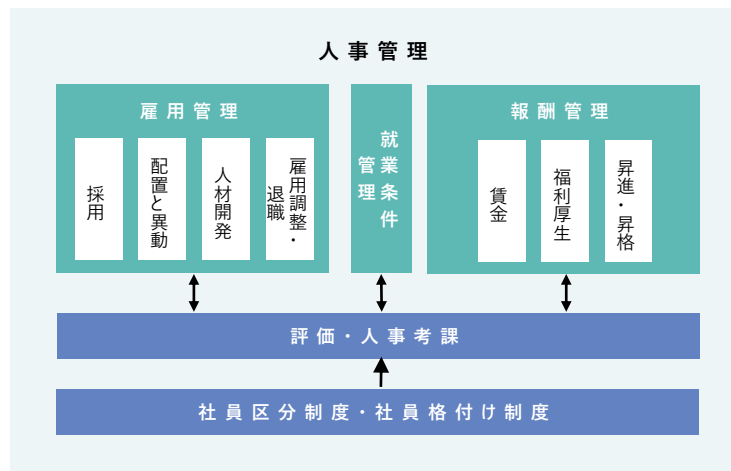 人事管理
雇用管理
採用
配置と異動
人材開発
雇用調整・
退職
就業条件
管理
報酬管理
賃金
福利厚生
昇進・昇格
評価・人事考課
社員区分制度・社員格付け制度